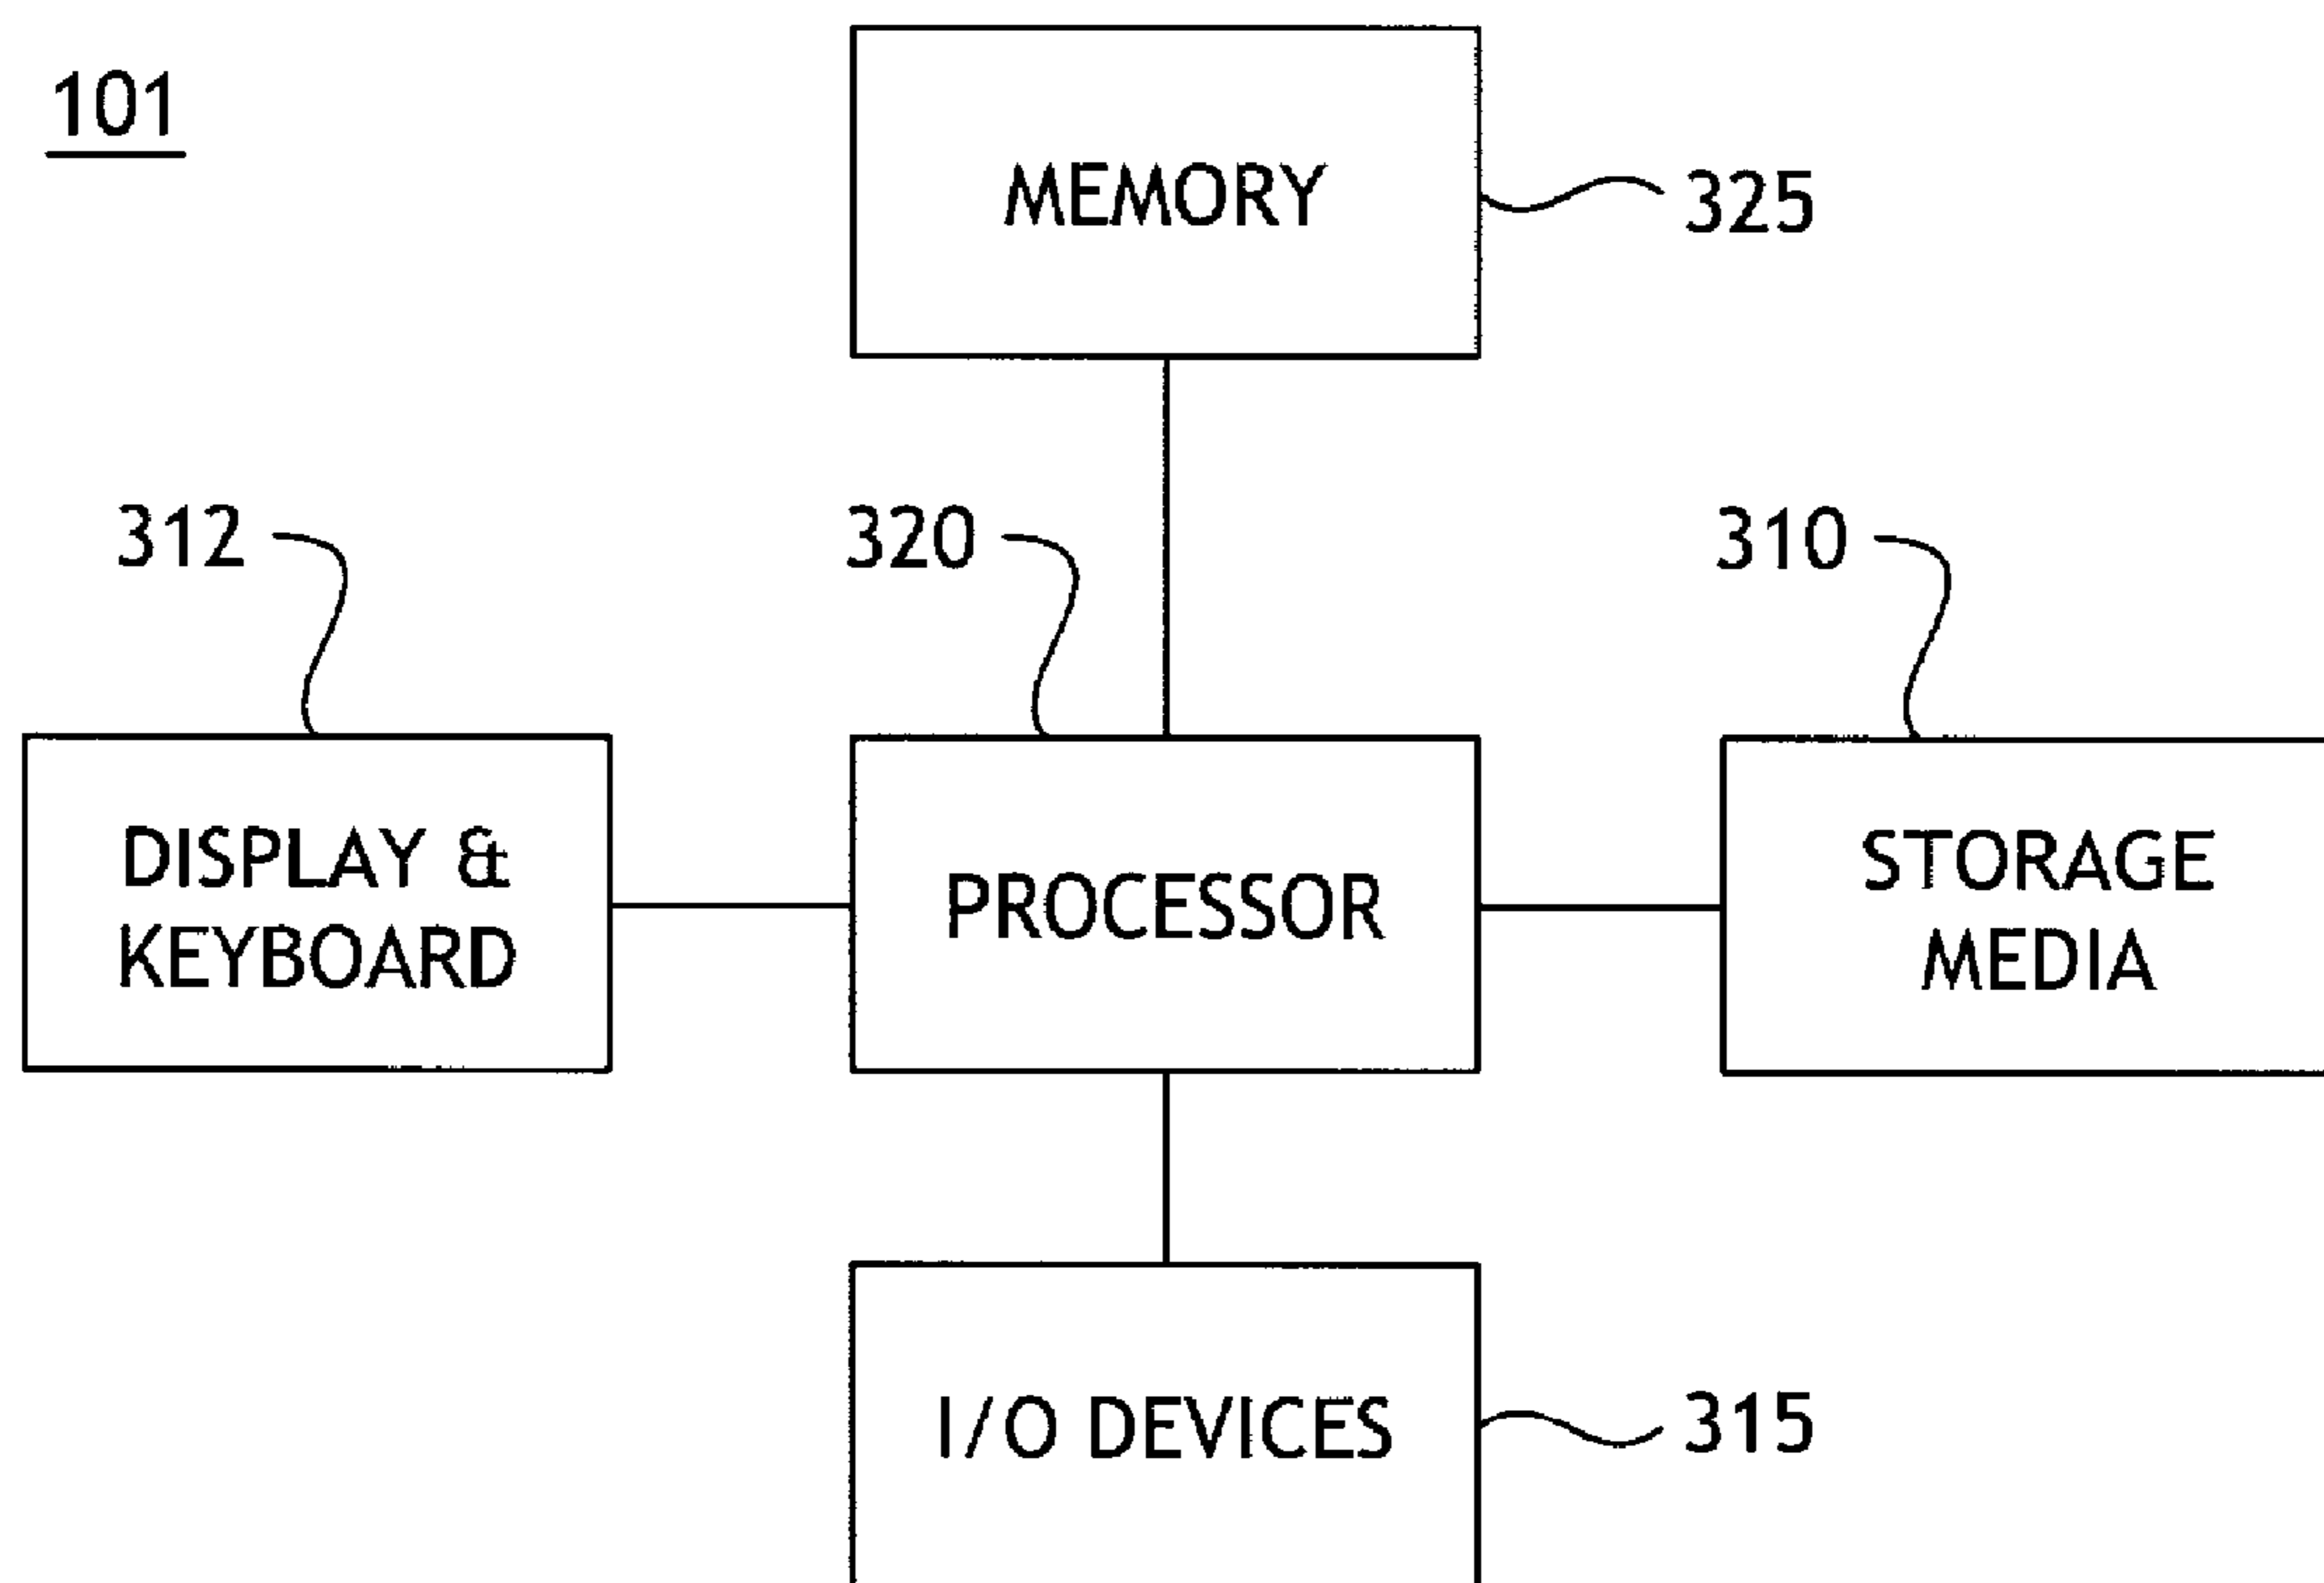 101
MEMORY
325
312
320
310
DISPLAY &
KEYBOARD
PROCESSOR
STORAGE
MEDIA
I/O DEVICES
315